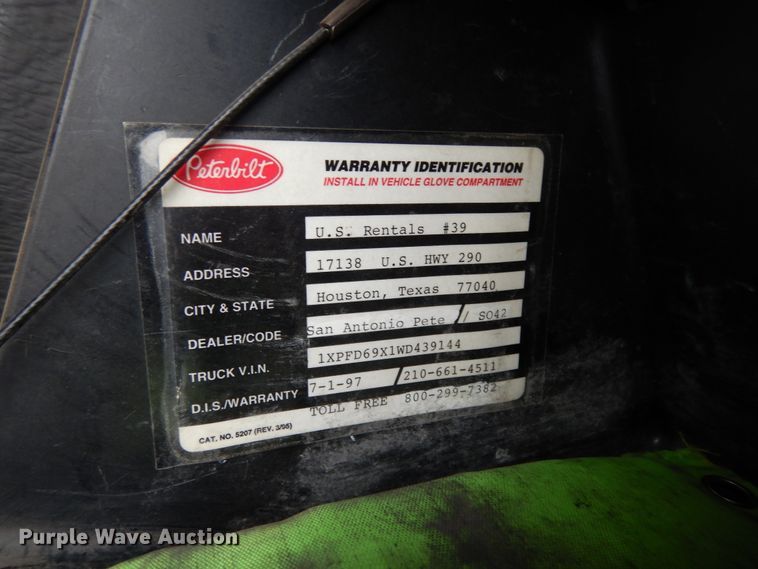 Peterbilt
WARRANTY IDENTIFICATION
INSTALL IN VEHICLE GLOVE COMPARTMENT
NAME U.S. Rentals #39
ADDRESS 17138 U.S. HWY 290
CITY & STATE Houston, Texas 77040
DEALER/CODE San Antonio Pete // SO42
TRUCK V.I.N. 1XPFD69X1WD439144
D.I.S./WARRANTY 7-1-97 / 210-661-4511
TOLL FREE 800-299-7382
CAT. NO. 5207 (REV. 3/95)
Purple Wave Auction